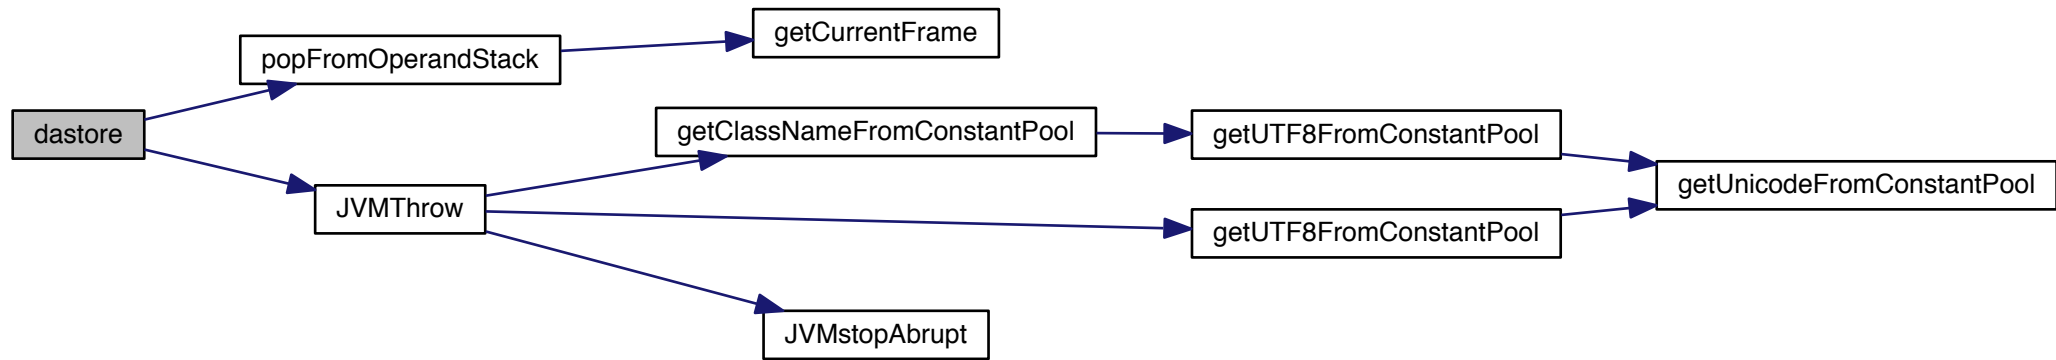 getCurrentFrame
popFromOperandStack
getClassNameFromConstantPool
getUTF8FromConstantPool
dastore
getUnicodeFromConstantPool
JVMThrow
getUTF8FromConstantPool
JVMstopAbrupt